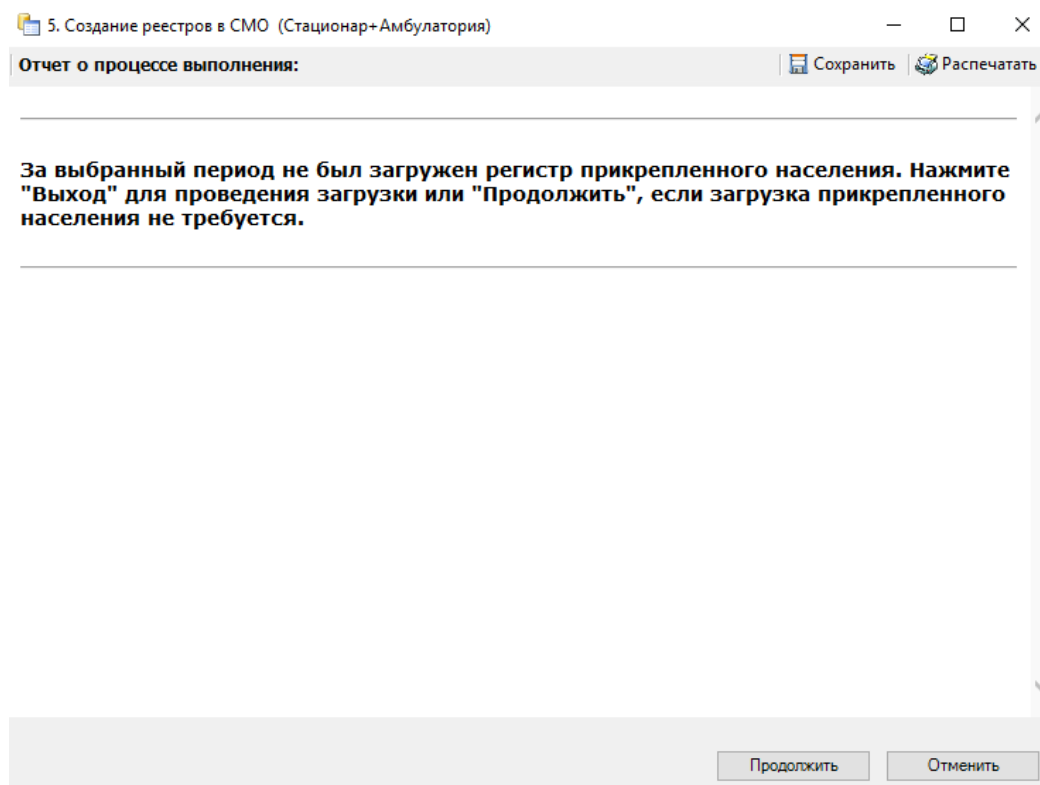 5. Создание реестров в СМО (Стационар+Амбулатория)
Отчет о процессе выполнения:
Сохранить
Распечатать
За выбранный период не был загружен регистр прикрепленного населения. Нажмите
"Выход" для проведения загрузки или "Продолжить", если загрузка прикрепленного
населения не требуется.
Продолжить
Отменить